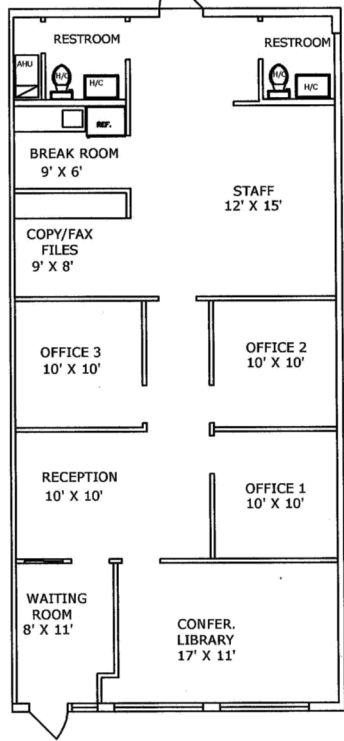 RESTROOM
RESTROOM
AHU
H/C
H/C
H/C
H/C
REF.
BREAK ROOM
9' X 6'
STAFF
12' X 15'
COPY/FAX
FILES
9' X 8'
OFFICE 3
10' X 10'
OFFICE 2
10' X 10'
RECEPTION
10' X 10'
OFFICE 1
10' X 10'
WAITING
ROOM
8' X 11'
CONFER.
LIBRARY
17' X 11'